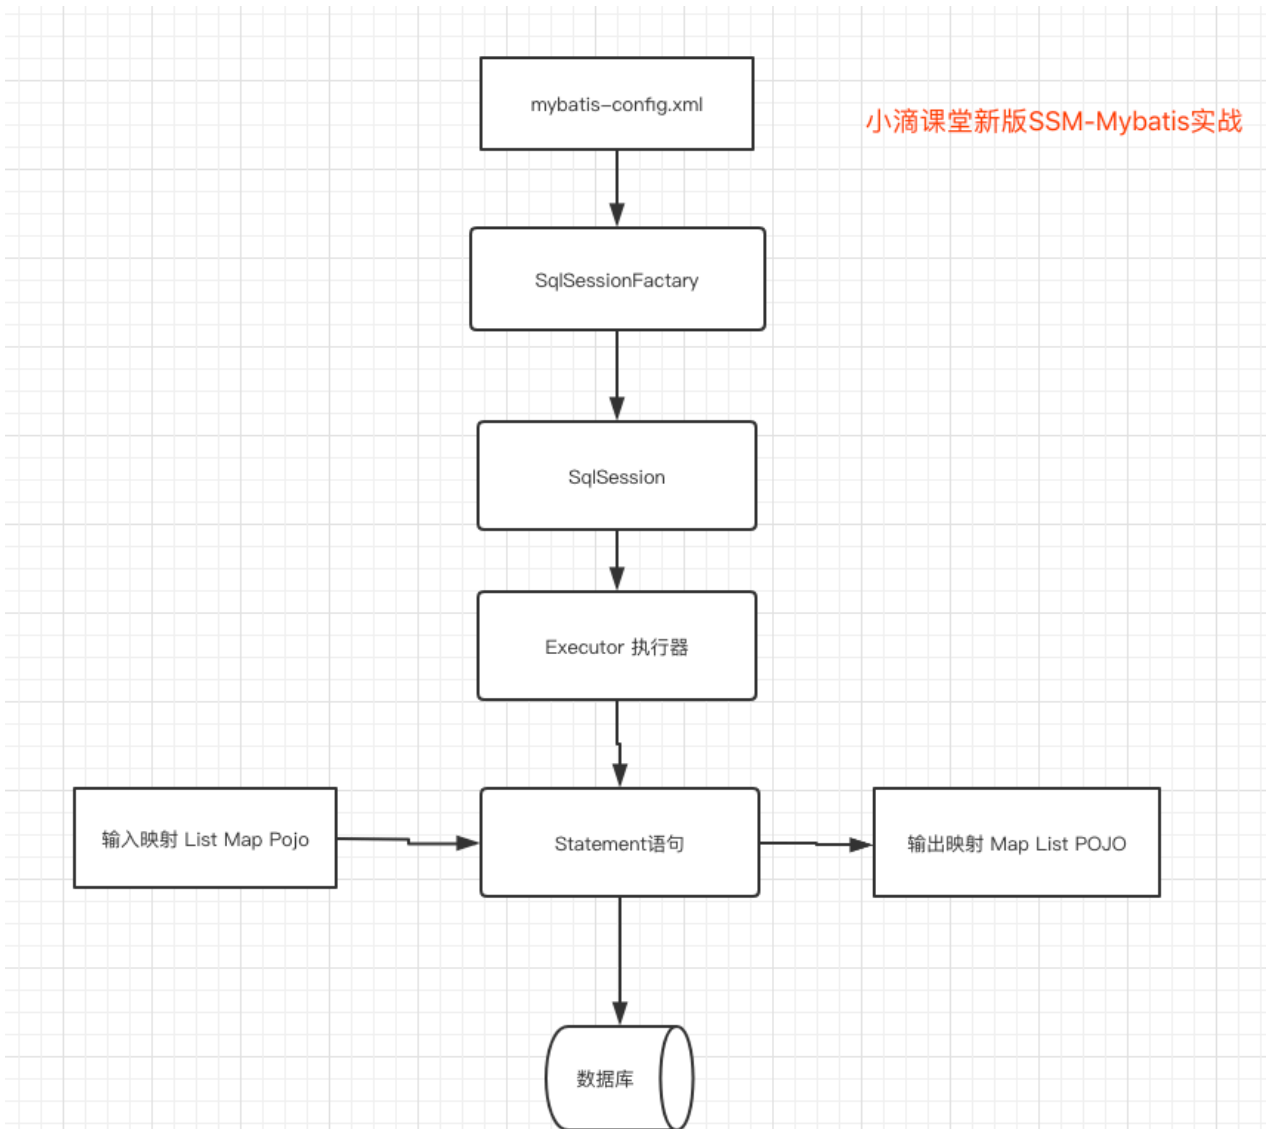 mybatis-config.xml
小滴课堂新版SSM-Mybatis实战
SqlSessionFactary
SqlSession
Executor 执行器
输入映射 List Map Pojo
Statement语句
输出映射 Map List POJO
数据库